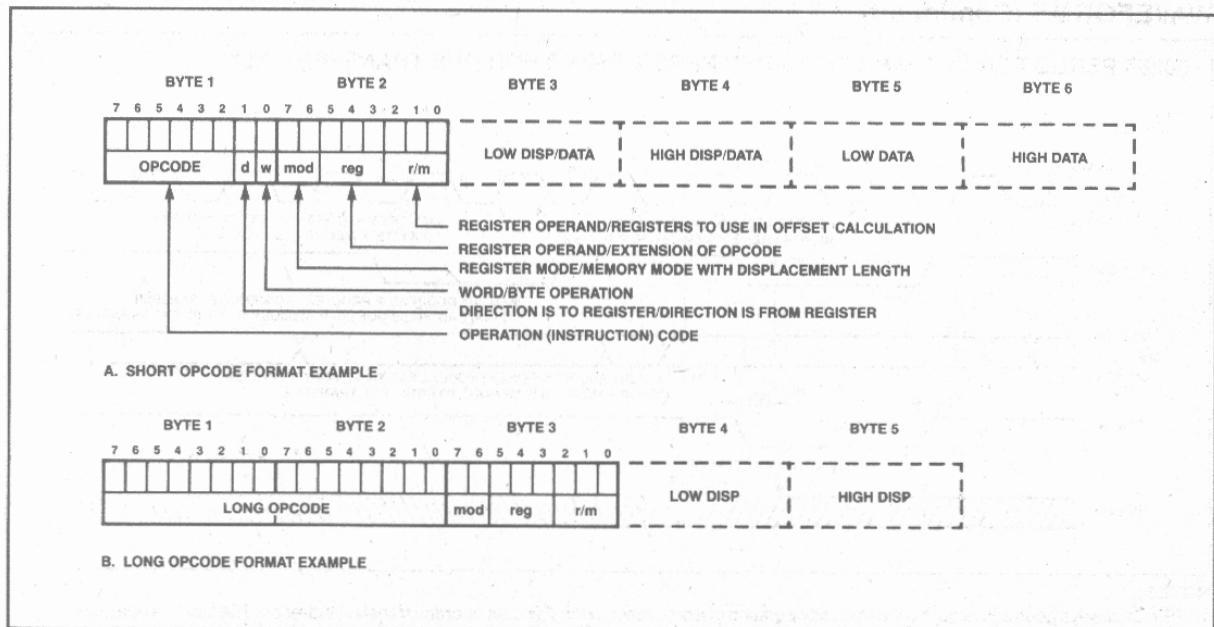 BYTE 1 BYTE 2 BYTE 3 BYTE 4 BYTE 5 BYTE 6
7 6 5 4 3 2 1 0 7 6 5 4 3 2 1 0
LOW DISP/DATA HIGH DISP/DATA LOW DATA HIGH DATA
OPCODE d w mod reg r/m
REGISTER OPERAND/REGISTERS TO USE IN OFFSET CALCULATION
REGISTER OPERAND/EXTENSION OF OPCODE
REGISTER MODE/MEMORY MODE WITH DISPLACEMENT LENGTH
WORD/BYTE OPERATION
DIRECTION IS TO REGISTER/DIRECTION IS FROM REGISTER
OPERATION (INSTRUCTION) CODE
A. SHORT OPCODE FORMAT EXAMPLE
BYTE 1 BYTE 2 BYTE 3 BYTE 4 BYTE 5
7 6 5 4 3 2 1 0 7 6 5 4 3 2 1 0 7 6 5 4 3 2 1 0
LOW DISP HIGH DISP
LONG OPCODE mod reg r/m
B. LONG OPCODE FORMAT EXAMPLE